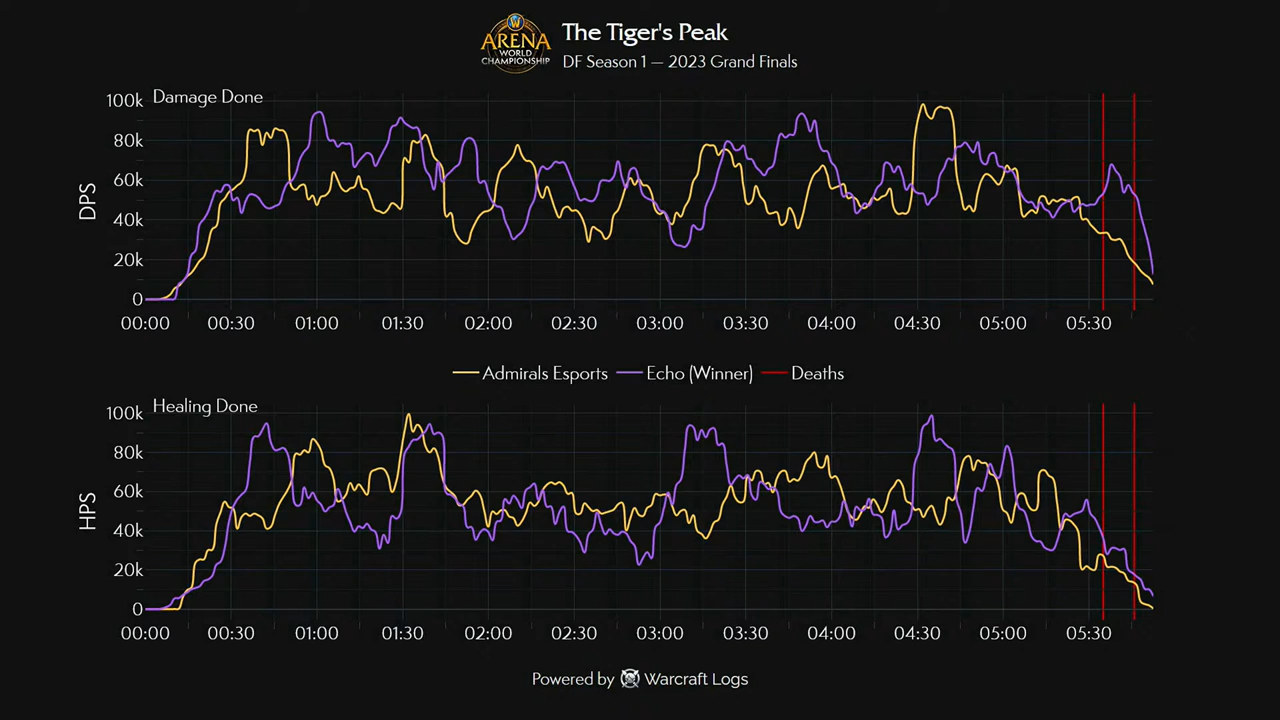 W
ARENA
WORLD
CHAMPIONSHIP
The Tiger's Peak
DF Season 1 — 2023 Grand Finals
Damage Done
100k
80k
60k
40k
20k
0
DPS
00:00 00:30 01:00 01:30 02:00 02:30 03:00 03:30 04:00 04:30 05:00 05:30
Admirals Esports Echo (Winner) Deaths
Healing Done
100k
80k
60k
40k
20k
0
HPS
00:00 00:30 01:00 01:30 02:00 02:30 03:00 03:30 04:00 04:30 05:00 05:30
Powered by Warcraft Logs